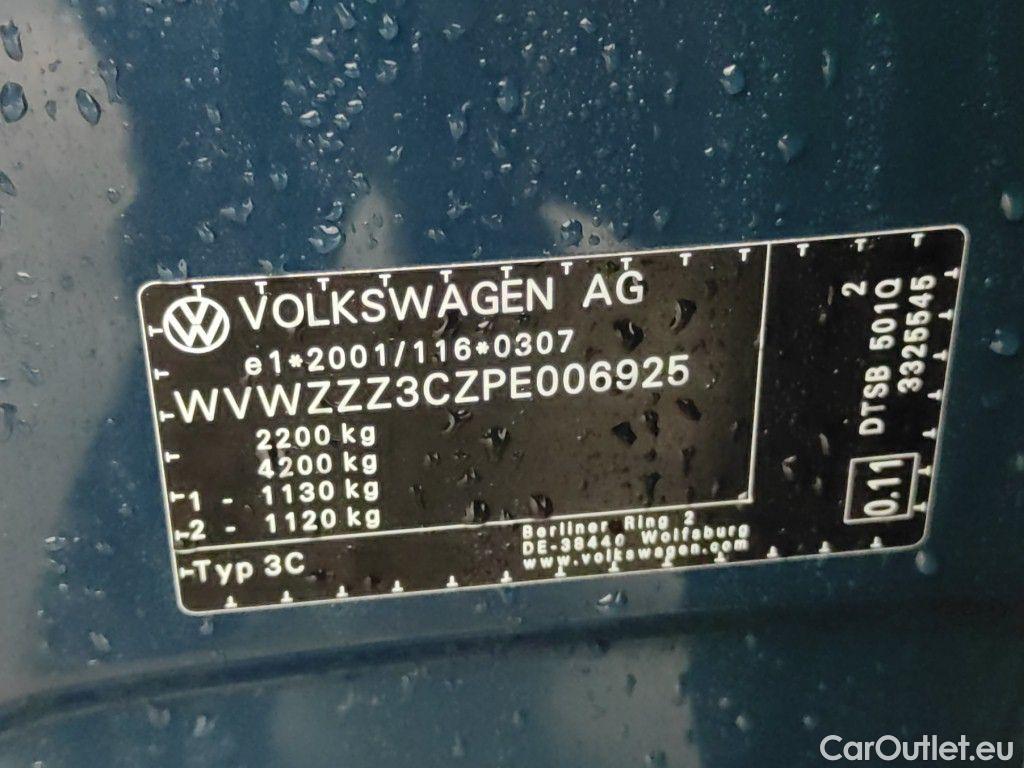 VOLKSWAGEN AG
e1*2001/116*0307
WVWZZZ3CZPE006925
2200 kg
4200 kg
1 - 1130 kg
2 - 1120 kg
Typ 3C
Berliner Ring 2
DE-38440 Wolfsburg
www.volkswagen.com
2
DTSB 501Q
3325545
0.11
CarOutlet.eu